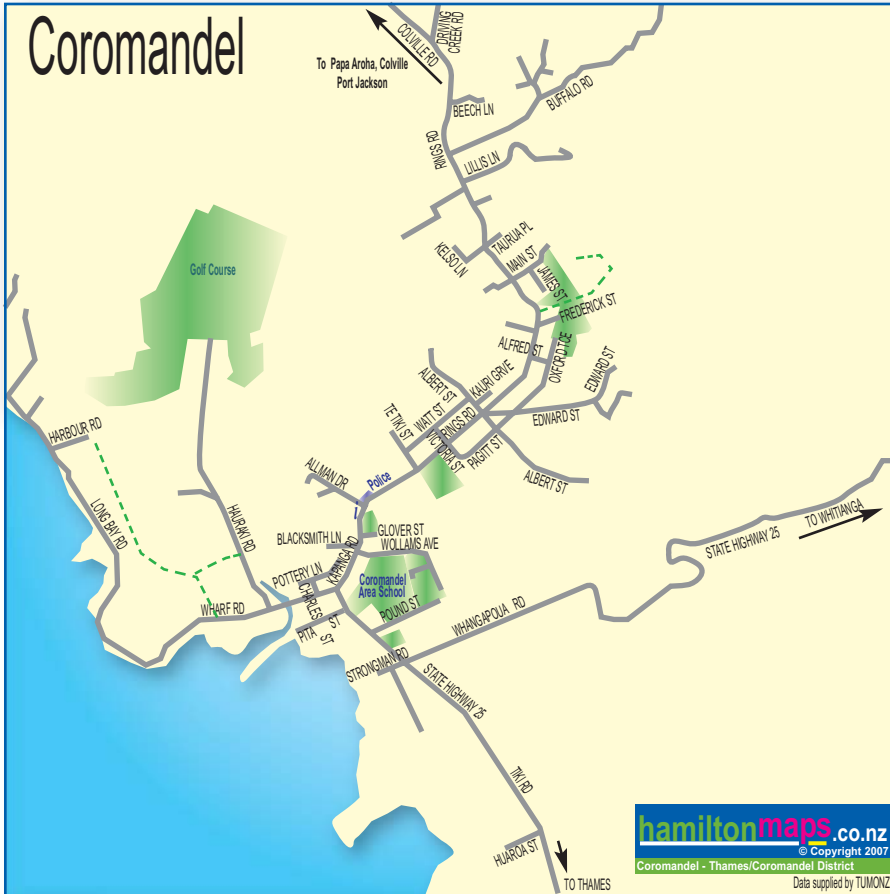 Coromandel
To Papa Aroha, Colville
Port Jackson
COLVILLE RD
DRIVING
CREEK RD
BEECH LN
BUFFALO RD
RINGS RD
LILLIS LN
TAURUA PL
KELSO LN
MAIN ST
JAMES ST
FREDERICK ST
Golf Course
ALFRED ST
OXFORD TCE
ALBERT ST
KAURI GRVE
EDWARD ST
WATT ST
TE TIKI ST
RINGS RD
VICTORIA ST
EDWARD ST
PAGITT ST
ALBERT ST
HARBOUR RD
ALLMAN DR
Police
i
LONG BAY RD
HAURAKI RD
TO WHITIANGA
STATE HIGHWAY 25
GLOVER ST
BLACKSMITH LN
WOLLAMS AVE
KAPANGA RD
POTTERY LN
Coromandel
Area School
CHARLES
ST
WHARF RD
POUND ST
WHANGAPOUA RD
PITA
ST
STRONGMAN RD
STATE HIGHWAY 25
TIKI RD
HUAROA ST
TO THAMES
hamiltonmaps.co.nz
© Copyright 2007
Coromandel - Thames/Coromandel District
Data supplied by TUMONZ